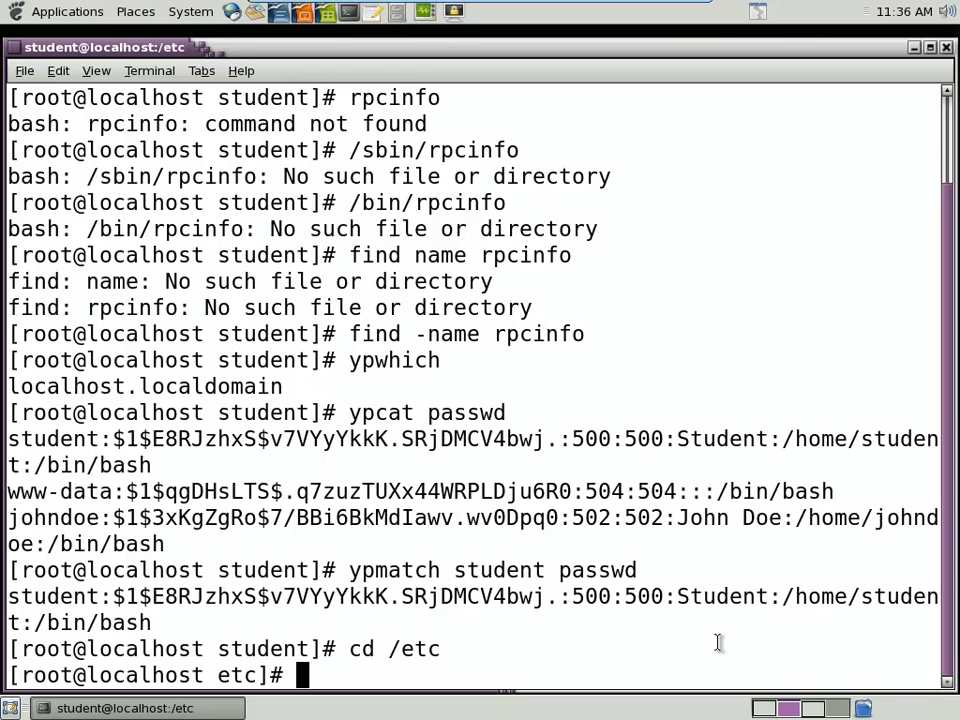 Applications Places System 11:36 AM
student@localhost:/etc
File Edit View Terminal Tabs Help
[root@localhost student]# rpcinfo
bash: rpcinfo: command not found
[root@localhost student]# /sbin/rpcinfo
bash: /sbin/rpcinfo: No such file or directory
[root@localhost student]# /bin/rpcinfo
bash: /bin/rpcinfo: No such file or directory
[root@localhost student]# find name rpcinfo
find: name: No such file or directory
find: rpcinfo: No such file or directory
[root@localhost student]# find -name rpcinfo
[root@localhost student]# ypwhich
localhost.localdomain
[root@localhost student]# ypcat passwd
student:$1$E8RJzhxS$v7VYyYkkK.SRjDMCV4bwj.:500:500:Student:/home/studen
t:/bin/bash
www-data:$1$qgDHsLTS$.q7zuzTUXx44WRPLDju6R0:504:504:::/bin/bash
johndoe:$1$3xKgZgRo$7/BBi6BkMdIawv.wv0Dpq0:502:502:John Doe:/home/johnd
oe:/bin/bash
[root@localhost student]# ypmatch student passwd
student:$1$E8RJzhxS$v7VYyYkkK.SRjDMCV4bwj.:500:500:Student:/home/studen
t:/bin/bash
[root@localhost student]# cd /etc
[root@localhost etc]#
student@localhost:/etc